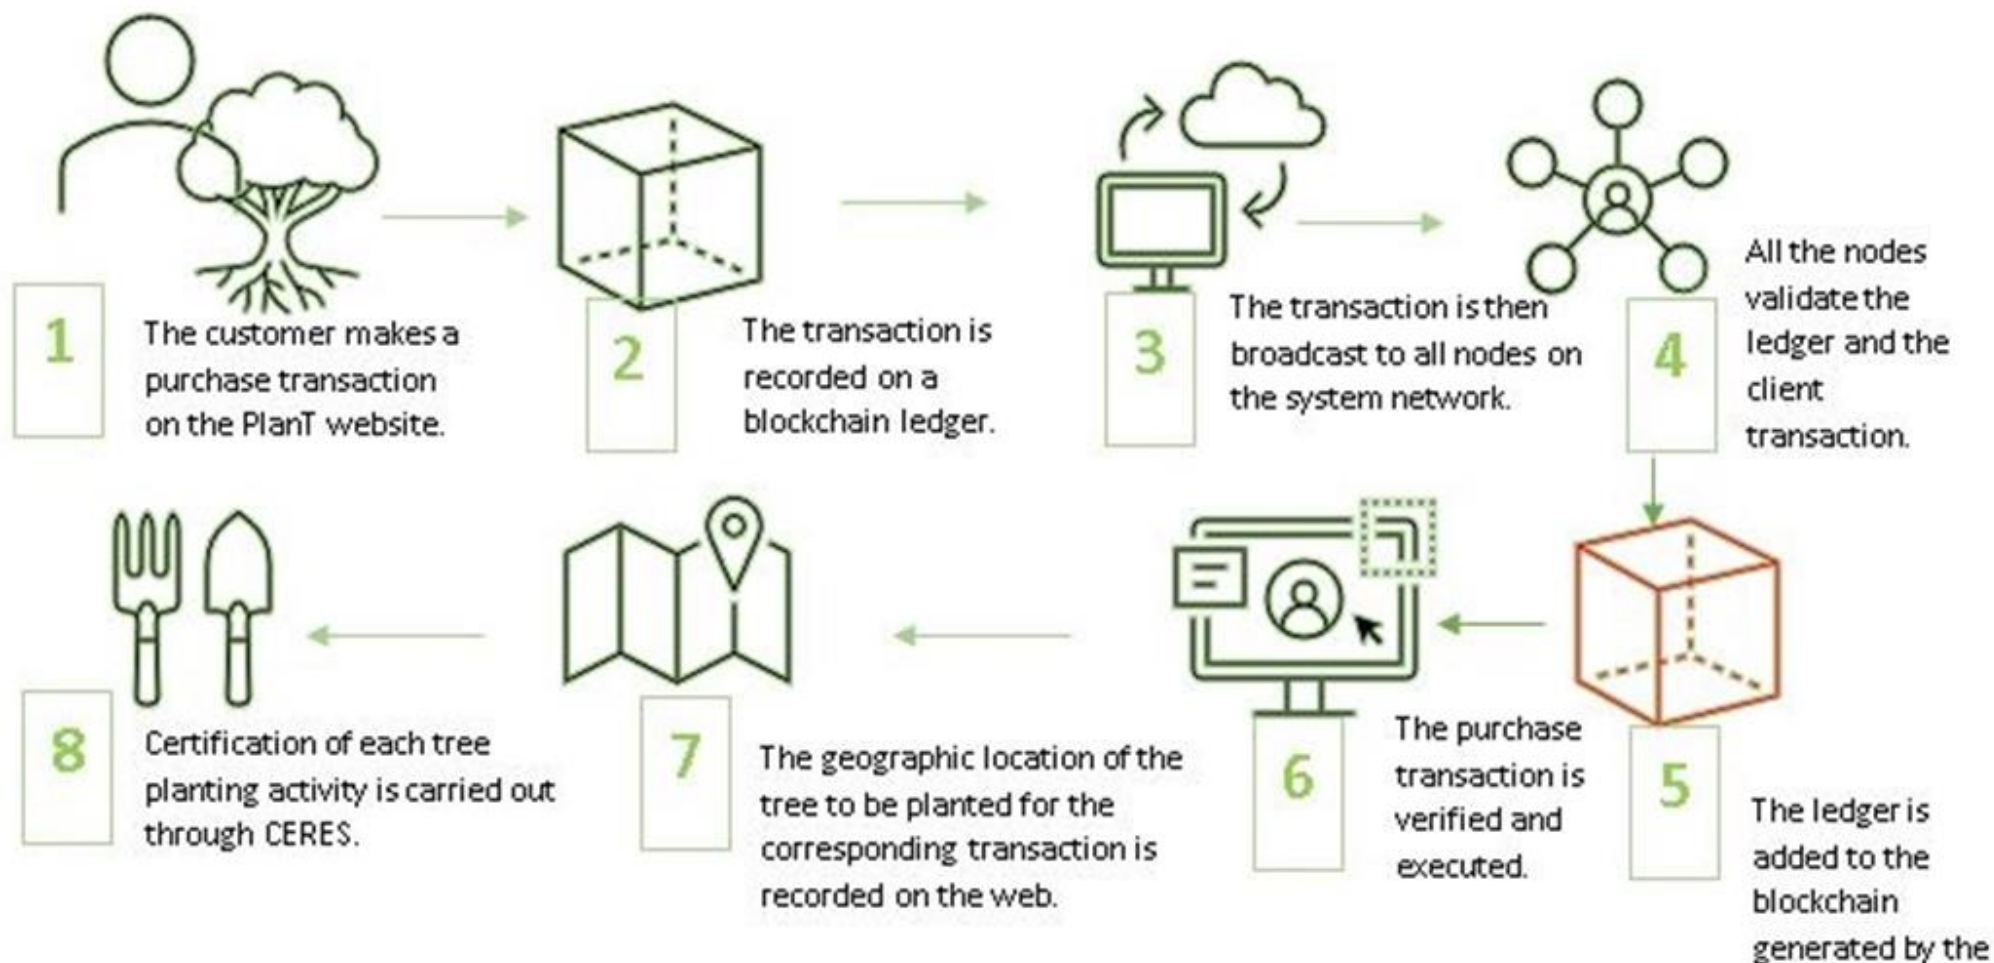 1
The customer makes a
purchase transaction
on the PlanT website.
2
The transaction is
recorded on a
blockchain ledger.
3
The transaction is then
broadcast to all nodes on
the system network.
4
All the nodes
validate the
ledger and the
client
transaction.
5
The ledger is
added to the
blockchain
generated by the
6
The purchase
transaction is
verified and
executed.
7
The geographic location of the
tree to be planted for the
corresponding transaction is
recorded on the web.
8
Certification of each tree
planting activity is carried out
through CERES.